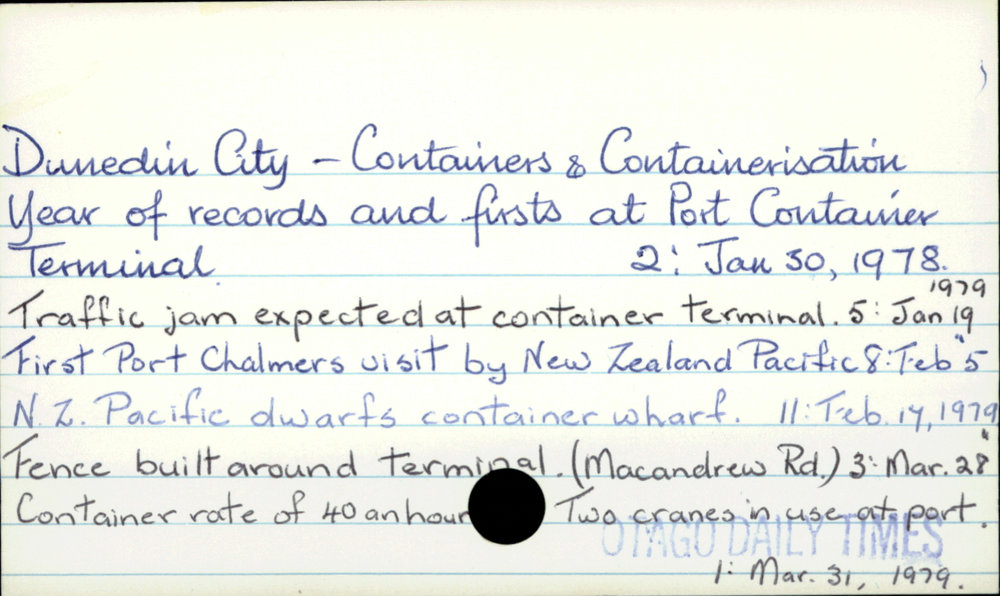 Dunedin City - Containers & Containerisation
Year of records and firsts at Port Container
Terminal 2: Jan 30, 1978.
Traffic jam expected at container terminal. 5: Jan 19 1979
First Port Chalmers visit by New Zealand Pacific 8: Feb 5 "
N.Z. Pacific dwarfs container wharf. 11: Feb. 17, 1979
Fence built around terminal. (Macandrew Rd.) 3: Mar. 28 "
Container rate of 40 an hour Two cranes in use at port.
OTAGO DAILY TIMES
1: Mar. 31, 1979.